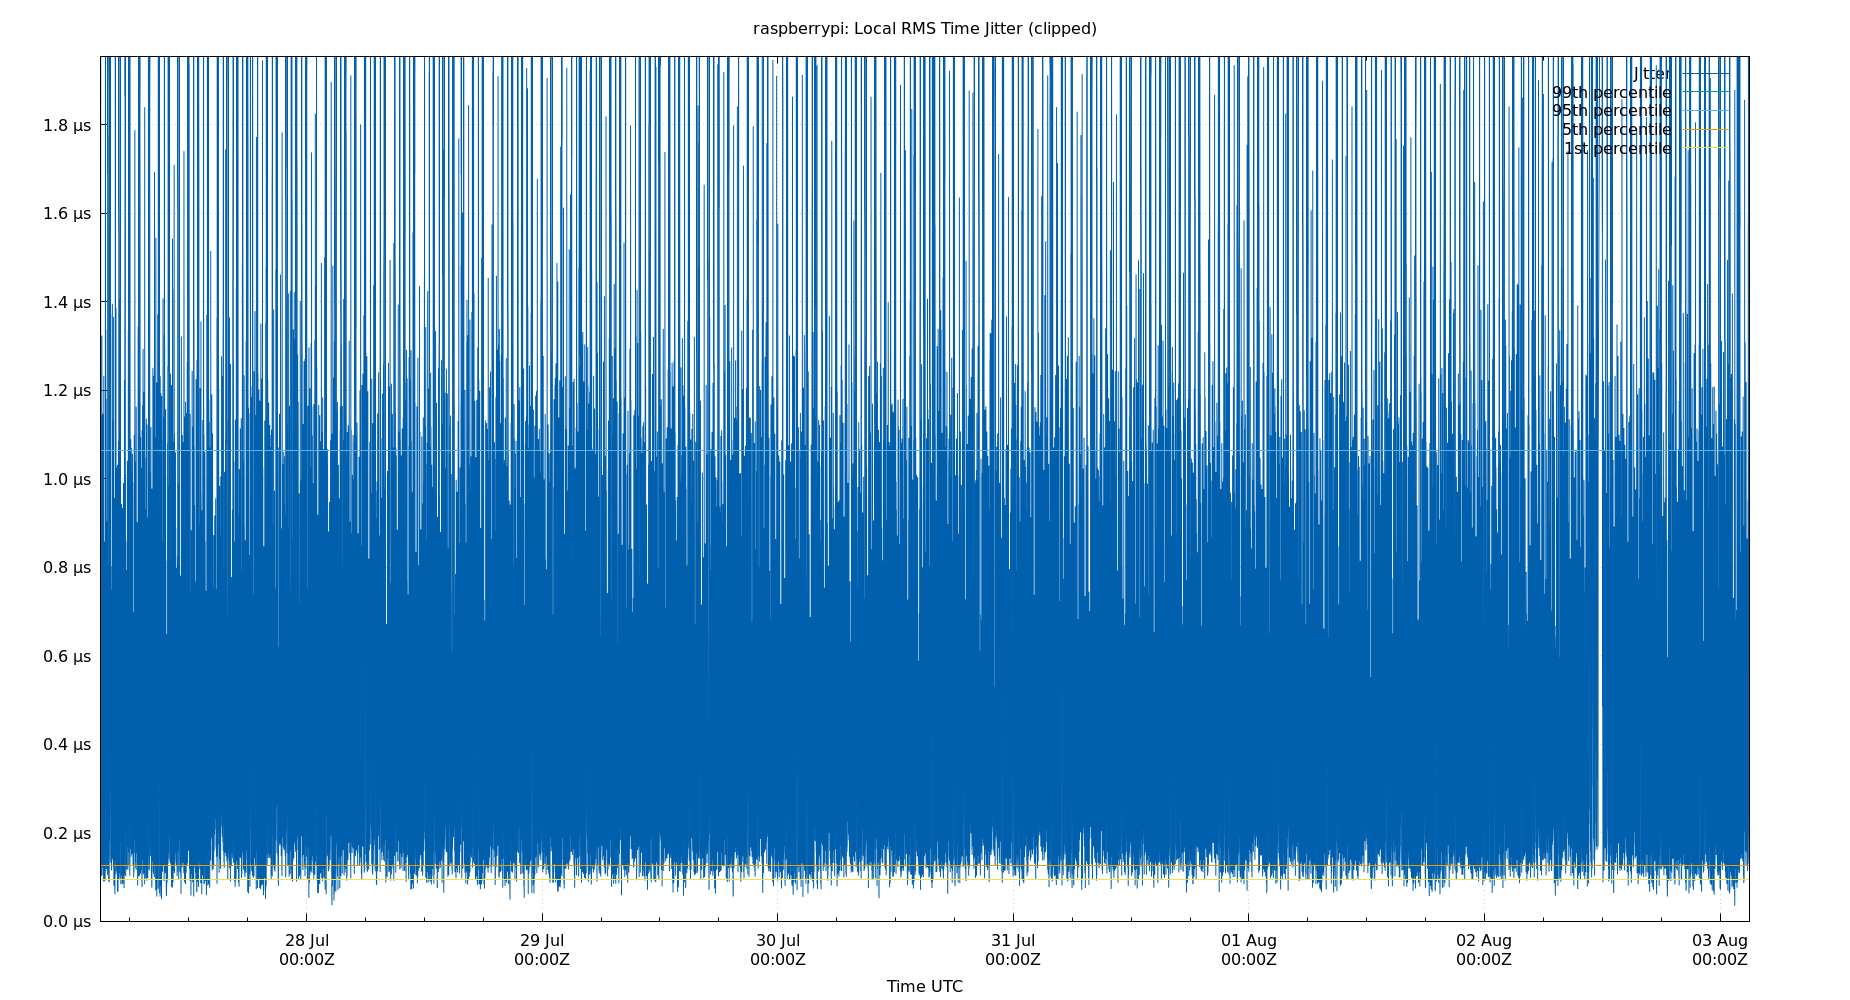 raspberrypi: Local RMS Time Jitter (clipped)
Jitter
99th percentile
95th percentile
5th percentile
1st percentile
1.8 µs
1.6 µs
1.4 µs
1.2 µs
1.0 µs
0.8 µs
0.6 µs
0.4 µs
0.2 µs
0.0 µs
28 Jul 29 Jul 30 Jul 31 Jul 01 Aug 02 Aug 03 Aug
00:00Z 00:00Z 00:00Z 00:00Z 00:00Z 00:00Z 00:00Z
Time UTC